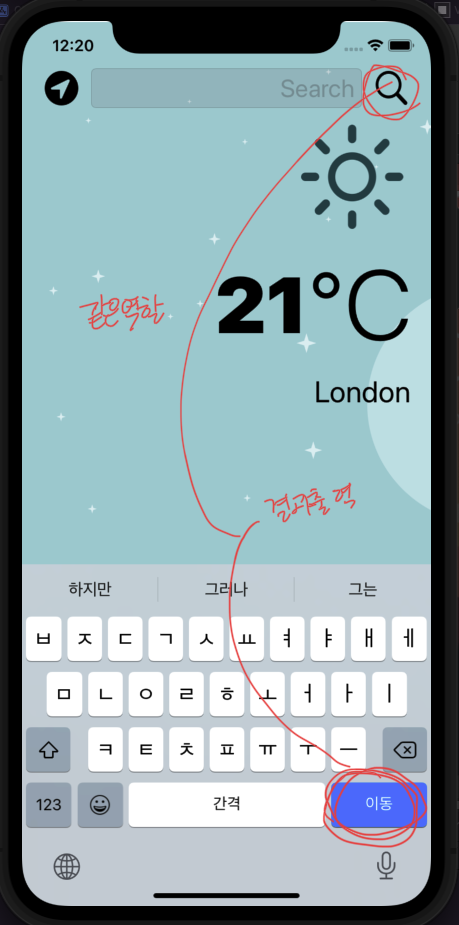 12:20
Search
21°C
같은역할
London
결과출력
하지만 그러나 그는
ㅂ ㅈ ㄷ ㄱ ㅅ ㅛ ㅕ ㅑ ㅐ ㅔ
ㅁ ㄴ ㅇ ㄹ ㅎ ㅗ ㅓ ㅏ ㅣ
ㅋ ㅌ ㅊ ㅍ ㅠ ㅜ ㅡ
123 간격 이동